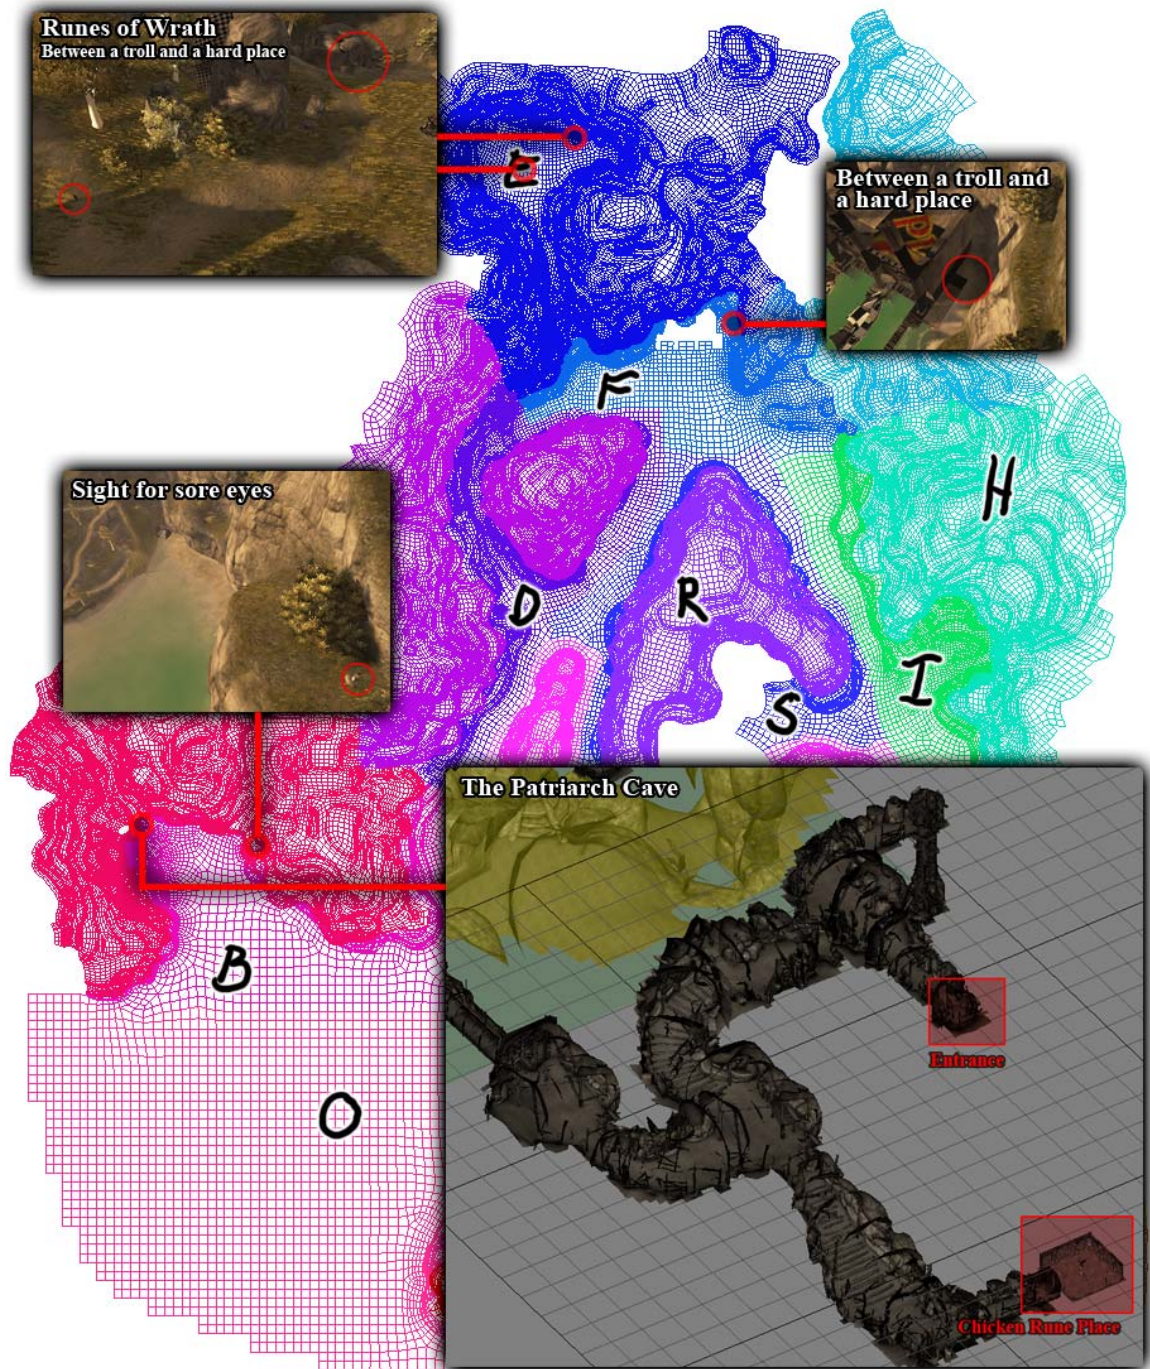 Runes of Wrath
Between a troll and a hard place
E
Between a troll and
a hard place
F
Sight for sore eyes
H
D
R
I
S
The Patriarch Cave
B
Entrance
O
Chicken Rune Place